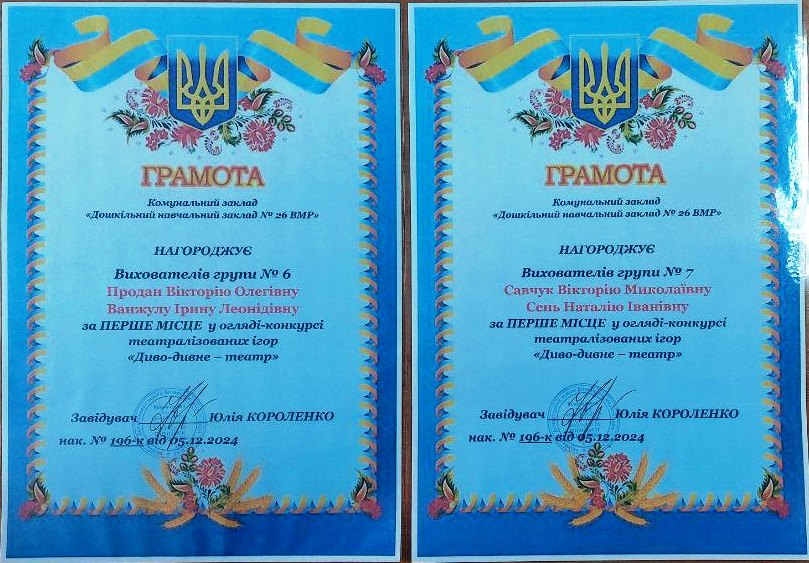 ГРАМОТА
Комунальний заклад
«Дошкільний навчальний заклад № 26 ВМР»
НАГОРОДЖУЄ
Вихователів групи № 6
Продан Вікторію Олегівну
Ванжулу Ірину Леонідівну
за ПЕРШЕ МІСЦЕ у огляді-конкурсі
театралізованих ігор
«Диво-дивне – театр»
Завідувач Юлія КОРОЛЕНКО
нак. № 196-к від 05.12.2024
ГРАМОТА
Комунальний заклад
«Дошкільний навчальний заклад № 26 ВМР»
НАГОРОДЖУЄ
Вихователів групи № 7
Савчук Вікторію Миколаївну
Сень Наталію Іванівну
за ПЕРШЕ МІСЦЕ у огляді-конкурсі
театралізованих ігор
«Диво-дивне – театр»
Завідувач Юлія КОРОЛЕНКО
нак. № 196-к від 05.12.2024